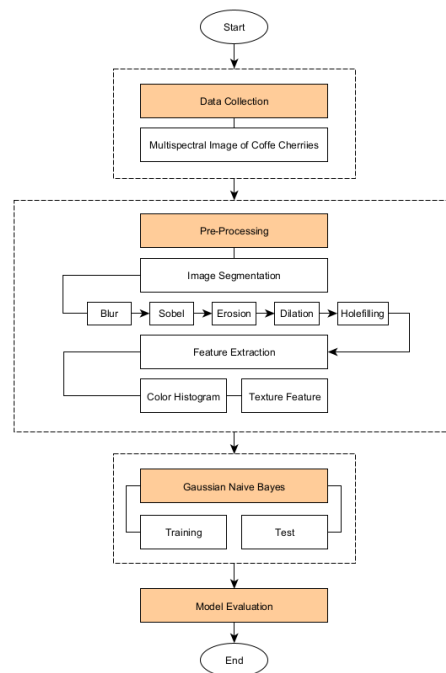 Start
Data Collection
Multispectral Image of Coffe Cherriies
Pre-Processing
Image Segmentation
Blur
Sobel
Erosion
Dilation
Holefilling
Feature Extraction
Color Histogram
Texture Feature
Gaussian Naive Bayes
Training
Test
Model Evaluation
End